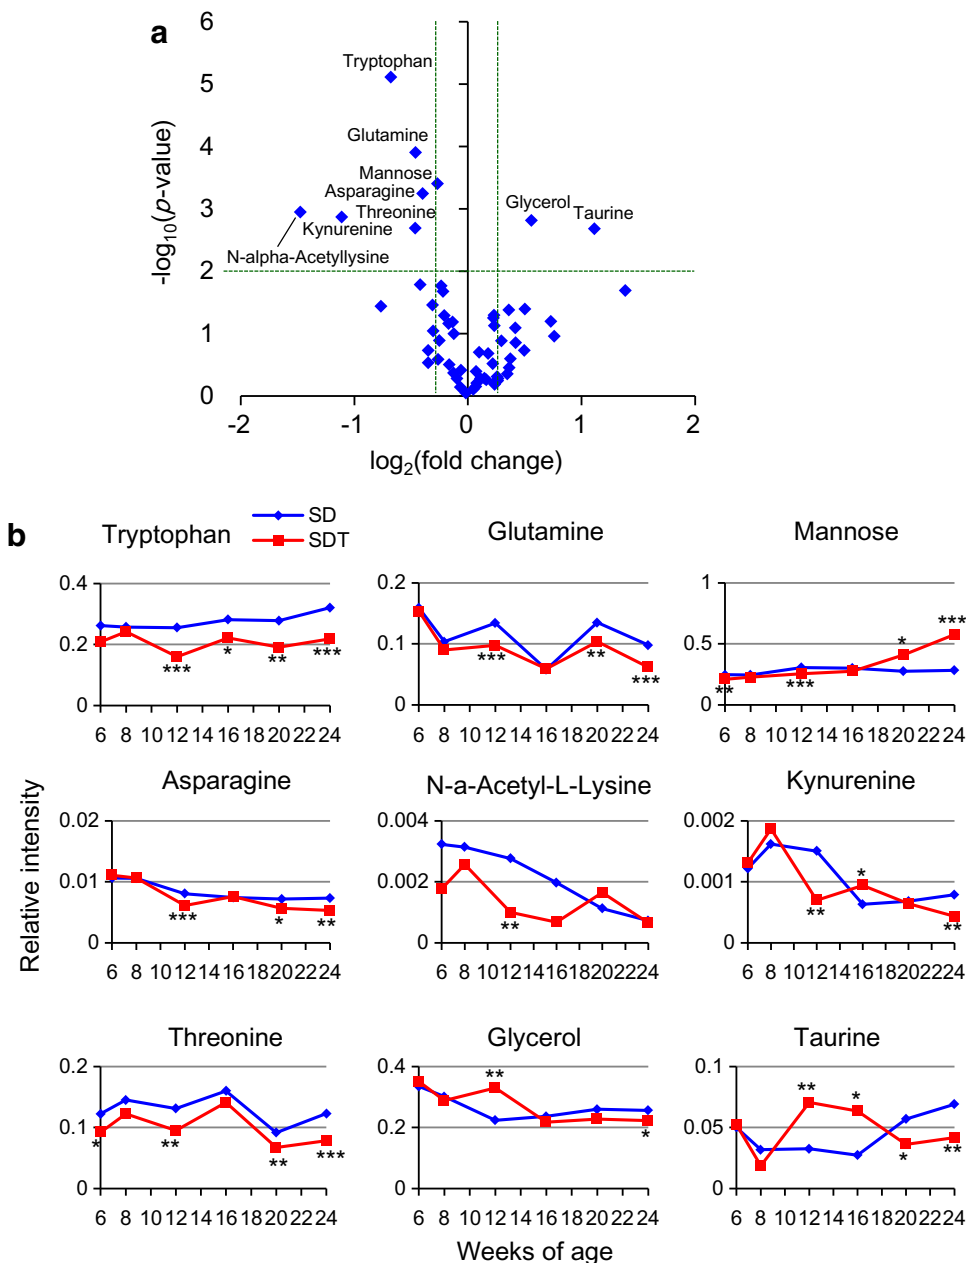 a
6
5
4
3
2
1
0
-log10(p-value)
Tryptophan
Glutamine
Mannose
Asparagine
Threonine
Kynurenine
N-alpha-Acetyllysine
Glycerol
Taurine
-2 -1 0 1 2
log2(fold change)
b
SD
SDT
Relative intensity
Tryptophan
0.4
0.2
0
*** * ** ***
6 8 10 12 14 16 18 20 22 24
Glutamine
0.2
0.1
0
*** ** ***
6 8 10 12 14 16 18 20 22 24
Mannose
1
0.5
0
** *** * ***
6 8 10 12 14 16 18 20 22 24
Asparagine
0.02
0.01
0
*** * **
6 8 10 12 14 16 18 20 22 24
N-a-Acetyl-L-Lysine
0.004
0.002
0
**
6 8 10 12 14 16 18 20 22 24
Kynurenine
0.002
0.001
0
** * **
6 8 10 12 14 16 18 20 22 24
Threonine
0.2
0.1
0
* ** ** ***
6 8 10 12 14 16 18 20 22 24
Glycerol
0.4
0.2
0
** *
6 8 10 12 14 16 18 20 22 24
Taurine
0.1
0.05
0
** * * **
6 8 10 12 14 16 18 20 22 24
Weeks of age